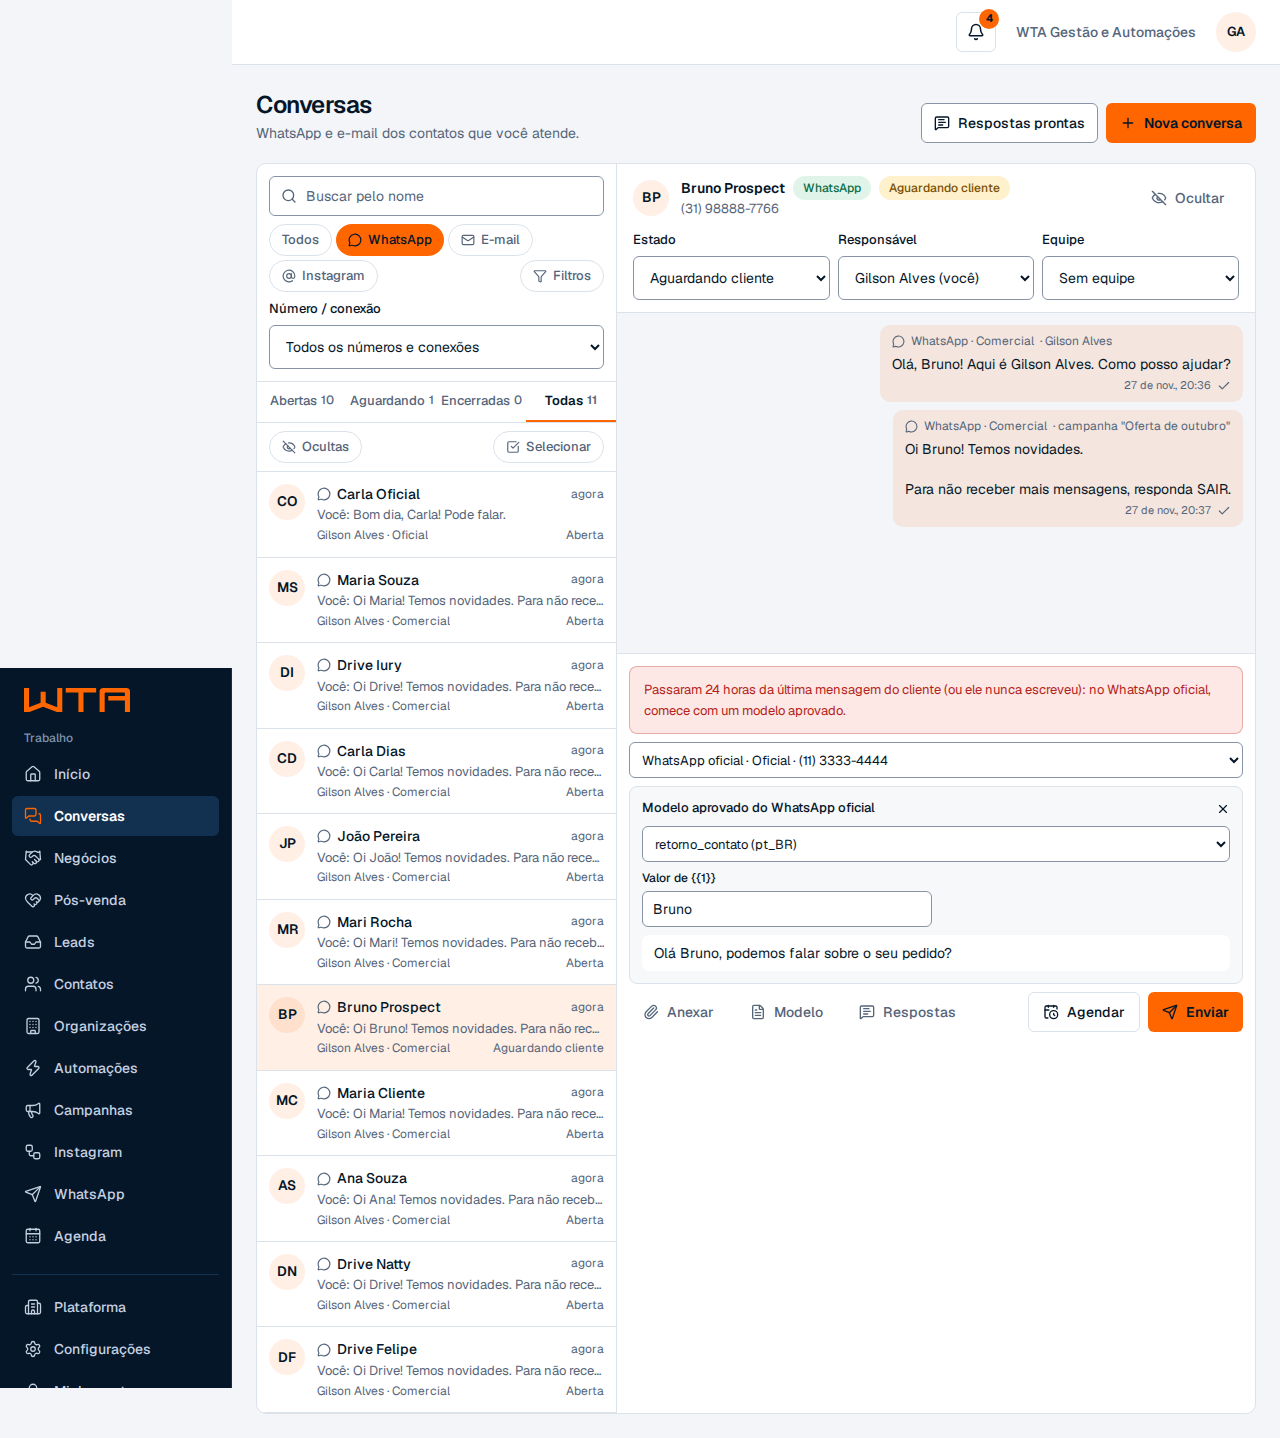 4
WTA Gestão e Automações
GA
Conversas
WhatsApp e e-mail dos contatos que você atende.
Respostas prontas
Nova conversa
Buscar pelo nome
Todos
WhatsApp
E-mail
Instagram
Filtros
Número / conexão
Todos os números e conexões
Abertas 10
Aguardando 1
Encerradas 0
Todas 11
Ocultas
Selecionar
CO
Carla Oficial
agora
Você: Bom dia, Carla! Pode falar.
Gilson Alves · Oficial
Aberta
MS
Maria Souza
agora
Você: Oi Maria! Temos novidades. Para não rece…
Gilson Alves · Comercial
Aberta
DI
Drive Iury
agora
Você: Oi Drive! Temos novidades. Para não rece…
Gilson Alves · Comercial
Aberta
CD
Carla Dias
agora
Você: Oi Carla! Temos novidades. Para não rece…
Gilson Alves · Comercial
Aberta
JP
João Pereira
agora
Você: Oi João! Temos novidades. Para não rece…
Gilson Alves · Comercial
Aberta
MR
Mari Rocha
agora
Você: Oi Mari! Temos novidades. Para não receb…
Gilson Alves · Comercial
Aberta
BP
Bruno Prospect
agora
Você: Oi Bruno! Temos novidades. Para não rec…
Gilson Alves · Comercial
Aguardando cliente
MC
Maria Cliente
agora
Você: Oi Maria! Temos novidades. Para não rece…
Gilson Alves · Comercial
Aberta
AS
Ana Souza
agora
Você: Oi Ana! Temos novidades. Para não receb…
Gilson Alves · Comercial
Aberta
DN
Drive Natty
agora
Você: Oi Drive! Temos novidades. Para não rece…
Gilson Alves · Comercial
Aberta
DF
Drive Felipe
agora
Você: Oi Drive! Temos novidades. Para não rece…
Gilson Alves · Comercial
Aberta
BP
Bruno Prospect
WhatsApp
Aguardando cliente
(31) 98888-7766
Ocultar
Estado
Responsável
Equipe
Aguardando cliente
Gilson Alves (você)
Sem equipe
WhatsApp · Comercial · Gilson Alves
Olá, Bruno! Aqui é Gilson Alves. Como posso ajudar?
27 de nov., 20:36
WhatsApp · Comercial · campanha "Oferta de outubro"
Oi Bruno! Temos novidades.
Para não receber mais mensagens, responda SAIR.
27 de nov., 20:37
Passaram 24 horas da última mensagem do cliente (ou ele nunca escreveu): no WhatsApp oficial,
comece com um modelo aprovado.
WhatsApp oficial · Oficial · (11) 3333-4444
Modelo aprovado do WhatsApp oficial
retorno_contato (pt_BR)
Valor de {{1}}
Bruno
Olá Bruno, podemos falar sobre o seu pedido?
Anexar
Modelo
Respostas
Agendar
Enviar
WTA
Trabalho
Início
Conversas
Negócios
Pós-venda
Leads
Contatos
Organizações
Automações
Campanhas
Instagram
WhatsApp
Agenda
Plataforma
Configurações